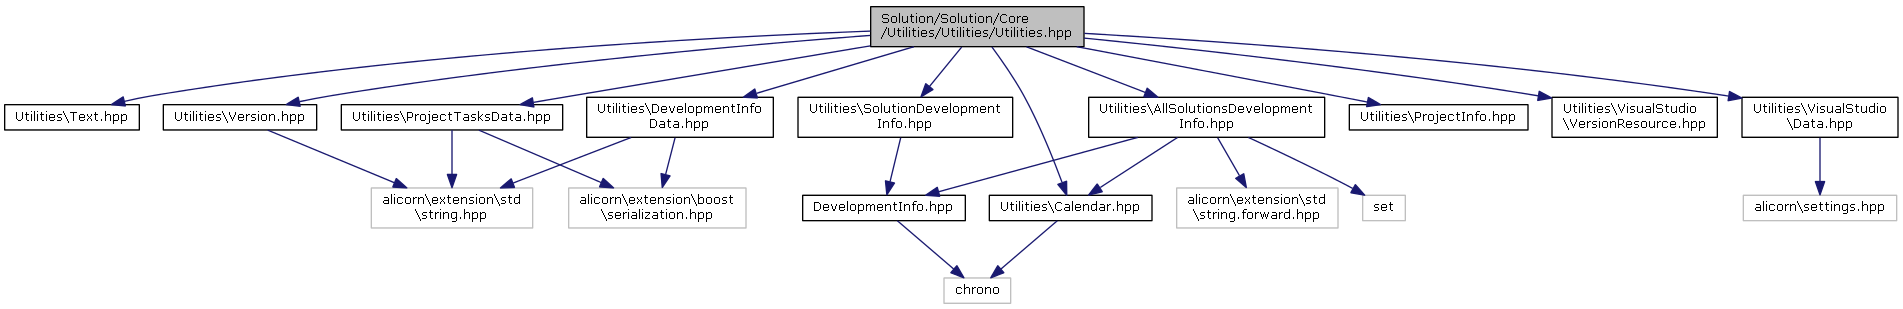 Solution/Solution/Core
/Utilities/Utilities/Utilities.hpp
Utilities\Text.hpp
Utilities\Version.hpp
Utilities\ProjectTasksData.hpp
Utilities\DevelopmentInfo
Data.hpp
Utilities\SolutionDevelopment
Info.hpp
Utilities\AllSolutionsDevelopment
Info.hpp
Utilities\ProjectInfo.hpp
Utilities\VisualStudio
\VersionResource.hpp
Utilities\VisualStudio
\Data.hpp
alicorn\extension\std
\string.hpp
alicorn\extension\boost
\serialization.hpp
DevelopmentInfo.hpp
Utilities\Calendar.hpp
alicorn\extension\std
\string.forward.hpp
set
alicorn\settings.hpp
chrono